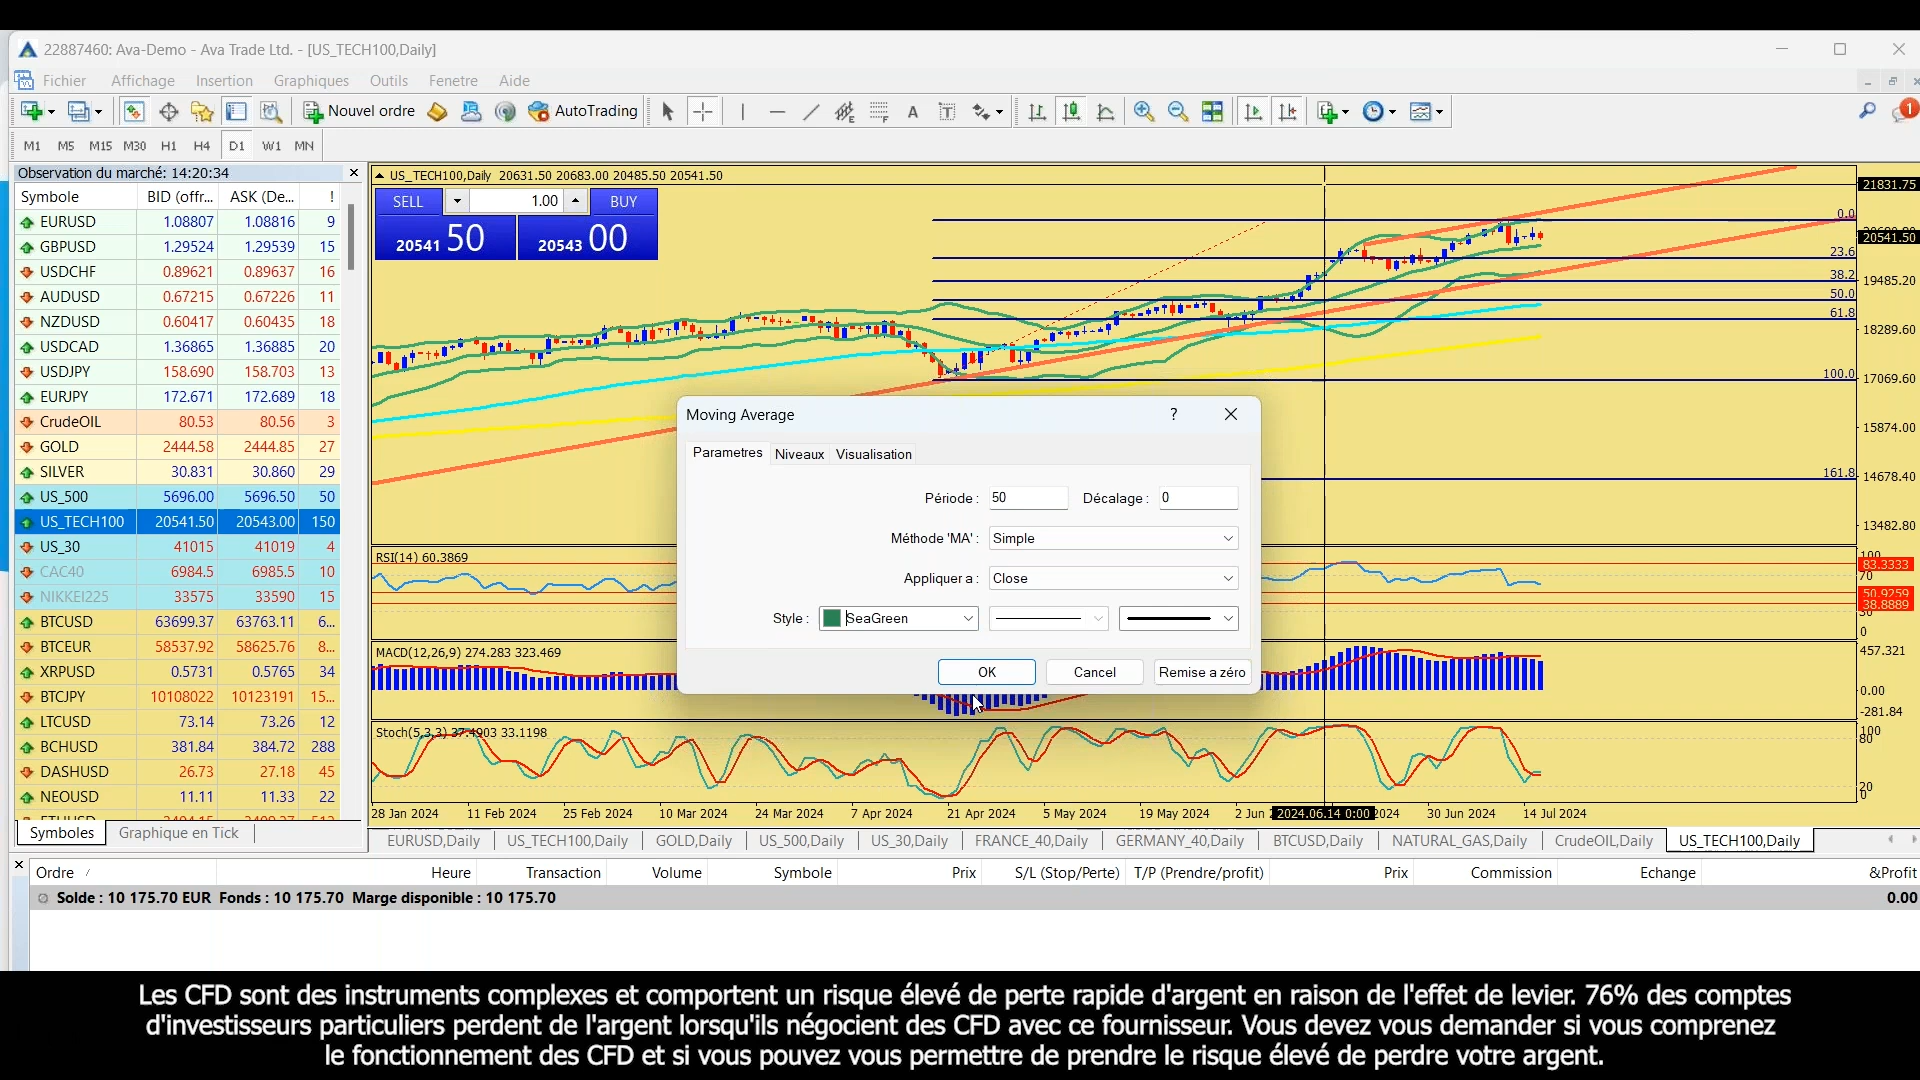 22887460: Ava-Demo - Ava Trade Ltd. - [US_TECH100,Daily]
Fichier Affichage Insertion Graphiques Outils Fenetre Aide
Nouvel ordre AutoTrading A T 1
M1 M5 M15 M30 H1 H4 D1 W1 MN
Observation du marché: 14:20:34
Symbole BID (offr... ASK (De... !
EURUSD 1.08807 1.08816 9
GBPUSD 1.29524 1.29539 15
USDCHF 0.89621 0.89637 16
AUDUSD 0.67215 0.67226 11
NZDUSD 0.60417 0.60435 18
USDCAD 1.36865 1.36885 20
USDJPY 158.690 158.703 13
EURJPY 172.671 172.689 18
CrudeOIL 80.53 80.56 3
GOLD 2444.58 2444.85 27
SILVER 30.831 30.860 29
US_500 5696.00 5696.50 50
US_TECH100 20541.50 20543.00 150
US_30 41015 41019 4
CAC40 6984.5 6985.5 10
NIKKEI225 33575 33590 15
BTCUSD 63699.37 63763.11 6...
BTCEUR 58537.92 58625.76 8...
XRPUSD 0.5731 0.5765 34
BTCJPY 10108022 10123191 15...
LTCUSD 73.14 73.26 12
BCHUSD 381.84 384.72 288
DASHUSD 26.73 27.18 45
NEOUSD 11.11 11.33 22
Symboles Graphique en Tick
US_TECH100,Daily 20631.50 20683.00 20485.50 20541.50
SELL 1.00 BUY
20541 50 20543 00
0.0
23.6
38.2
50.0
61.8
100.0
161.8
21831.75
20541.50
19485.20
18289.60
17069.60
15874.00
14678.40
13482.80
Moving Average ?
Parametres Niveaux Visualisation
Période : 50 Décalage : 0
Méthode 'MA' : Simple
Appliquer a : Close
Style : SeaGreen
OK Cancel Remise a zéro
RSI(14) 60.3869
100
83.3333
70
50.9259
38.8889
30
0
MACD(12,26,9) 274.283 323.469
457.321
0.00
-281.84
Stoch(5,3,3) 37.4903 33.1198
100
80
20
0
28 Jan 2024 11 Feb 2024 25 Feb 2024 10 Mar 2024 24 Mar 2024 7 Apr 2024 21 Apr 2024 5 May 2024 19 May 2024 2 Jun 2024.06.14 0:00 2024 30 Jun 2024 14 Jul 2024
EURUSD,Daily US_TECH100,Daily GOLD,Daily US_500,Daily US_30,Daily FRANCE_40,Daily GERMANY_40,Daily BTCUSD,Daily NATURAL_GAS,Daily CrudeOIL,Daily US_TECH100,Daily
Ordre Heure Transaction Volume Symbole Prix S/L (Stop/Perte) T/P (Prendre/profit) Prix Commission Echange &Profit
Solde : 10 175.70 EUR Fonds : 10 175.70 Marge disponible : 10 175.70 0.00
Les CFD sont des instruments complexes et comportent un risque élevé de perte rapide d'argent en raison de l'effet de levier. 76% des comptes
d'investisseurs particuliers perdent de l'argent lorsqu'ils négocient des CFD avec ce fournisseur. Vous devez vous demander si vous comprenez
le fonctionnement des CFD et si vous pouvez vous permettre de prendre le risque élevé de perdre votre argent.